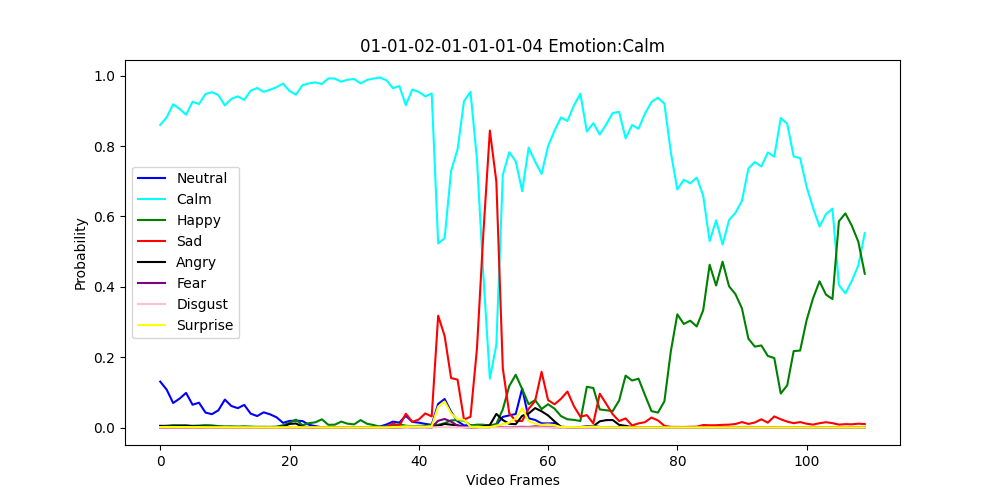 01-01-02-01-01-01-04 Emotion:Calm
Probability
1.0
0.8
0.6
0.4
0.2
0.0
Neutral
Calm
Happy
Sad
Angry
Fear
Disgust
Surprise
0 20 40 60 80 100
Video Frames